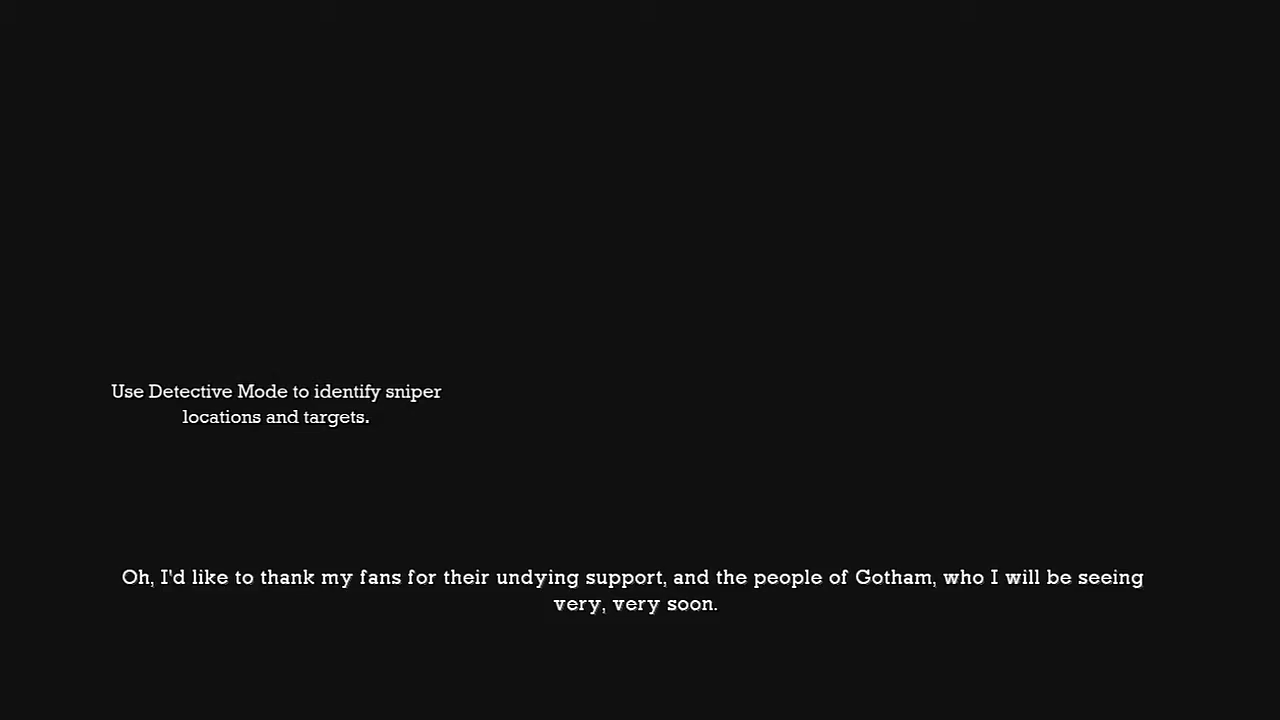 Use Detective Mode to identify sniper
locations and targets.
Oh, I'd like to thank my fans for their undying support, and the people of Gotham, who I will be seeing
very, very soon.